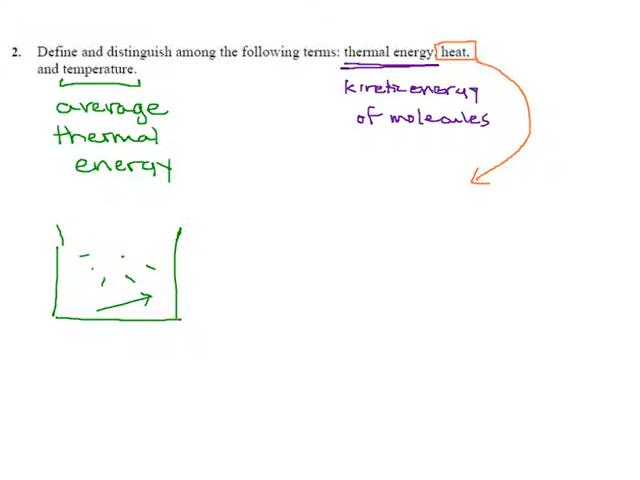 2. Define and distinguish among the following terms: thermal energy, heat,
and temperature.
kinetic energy
of molecules
average
thermal
energy